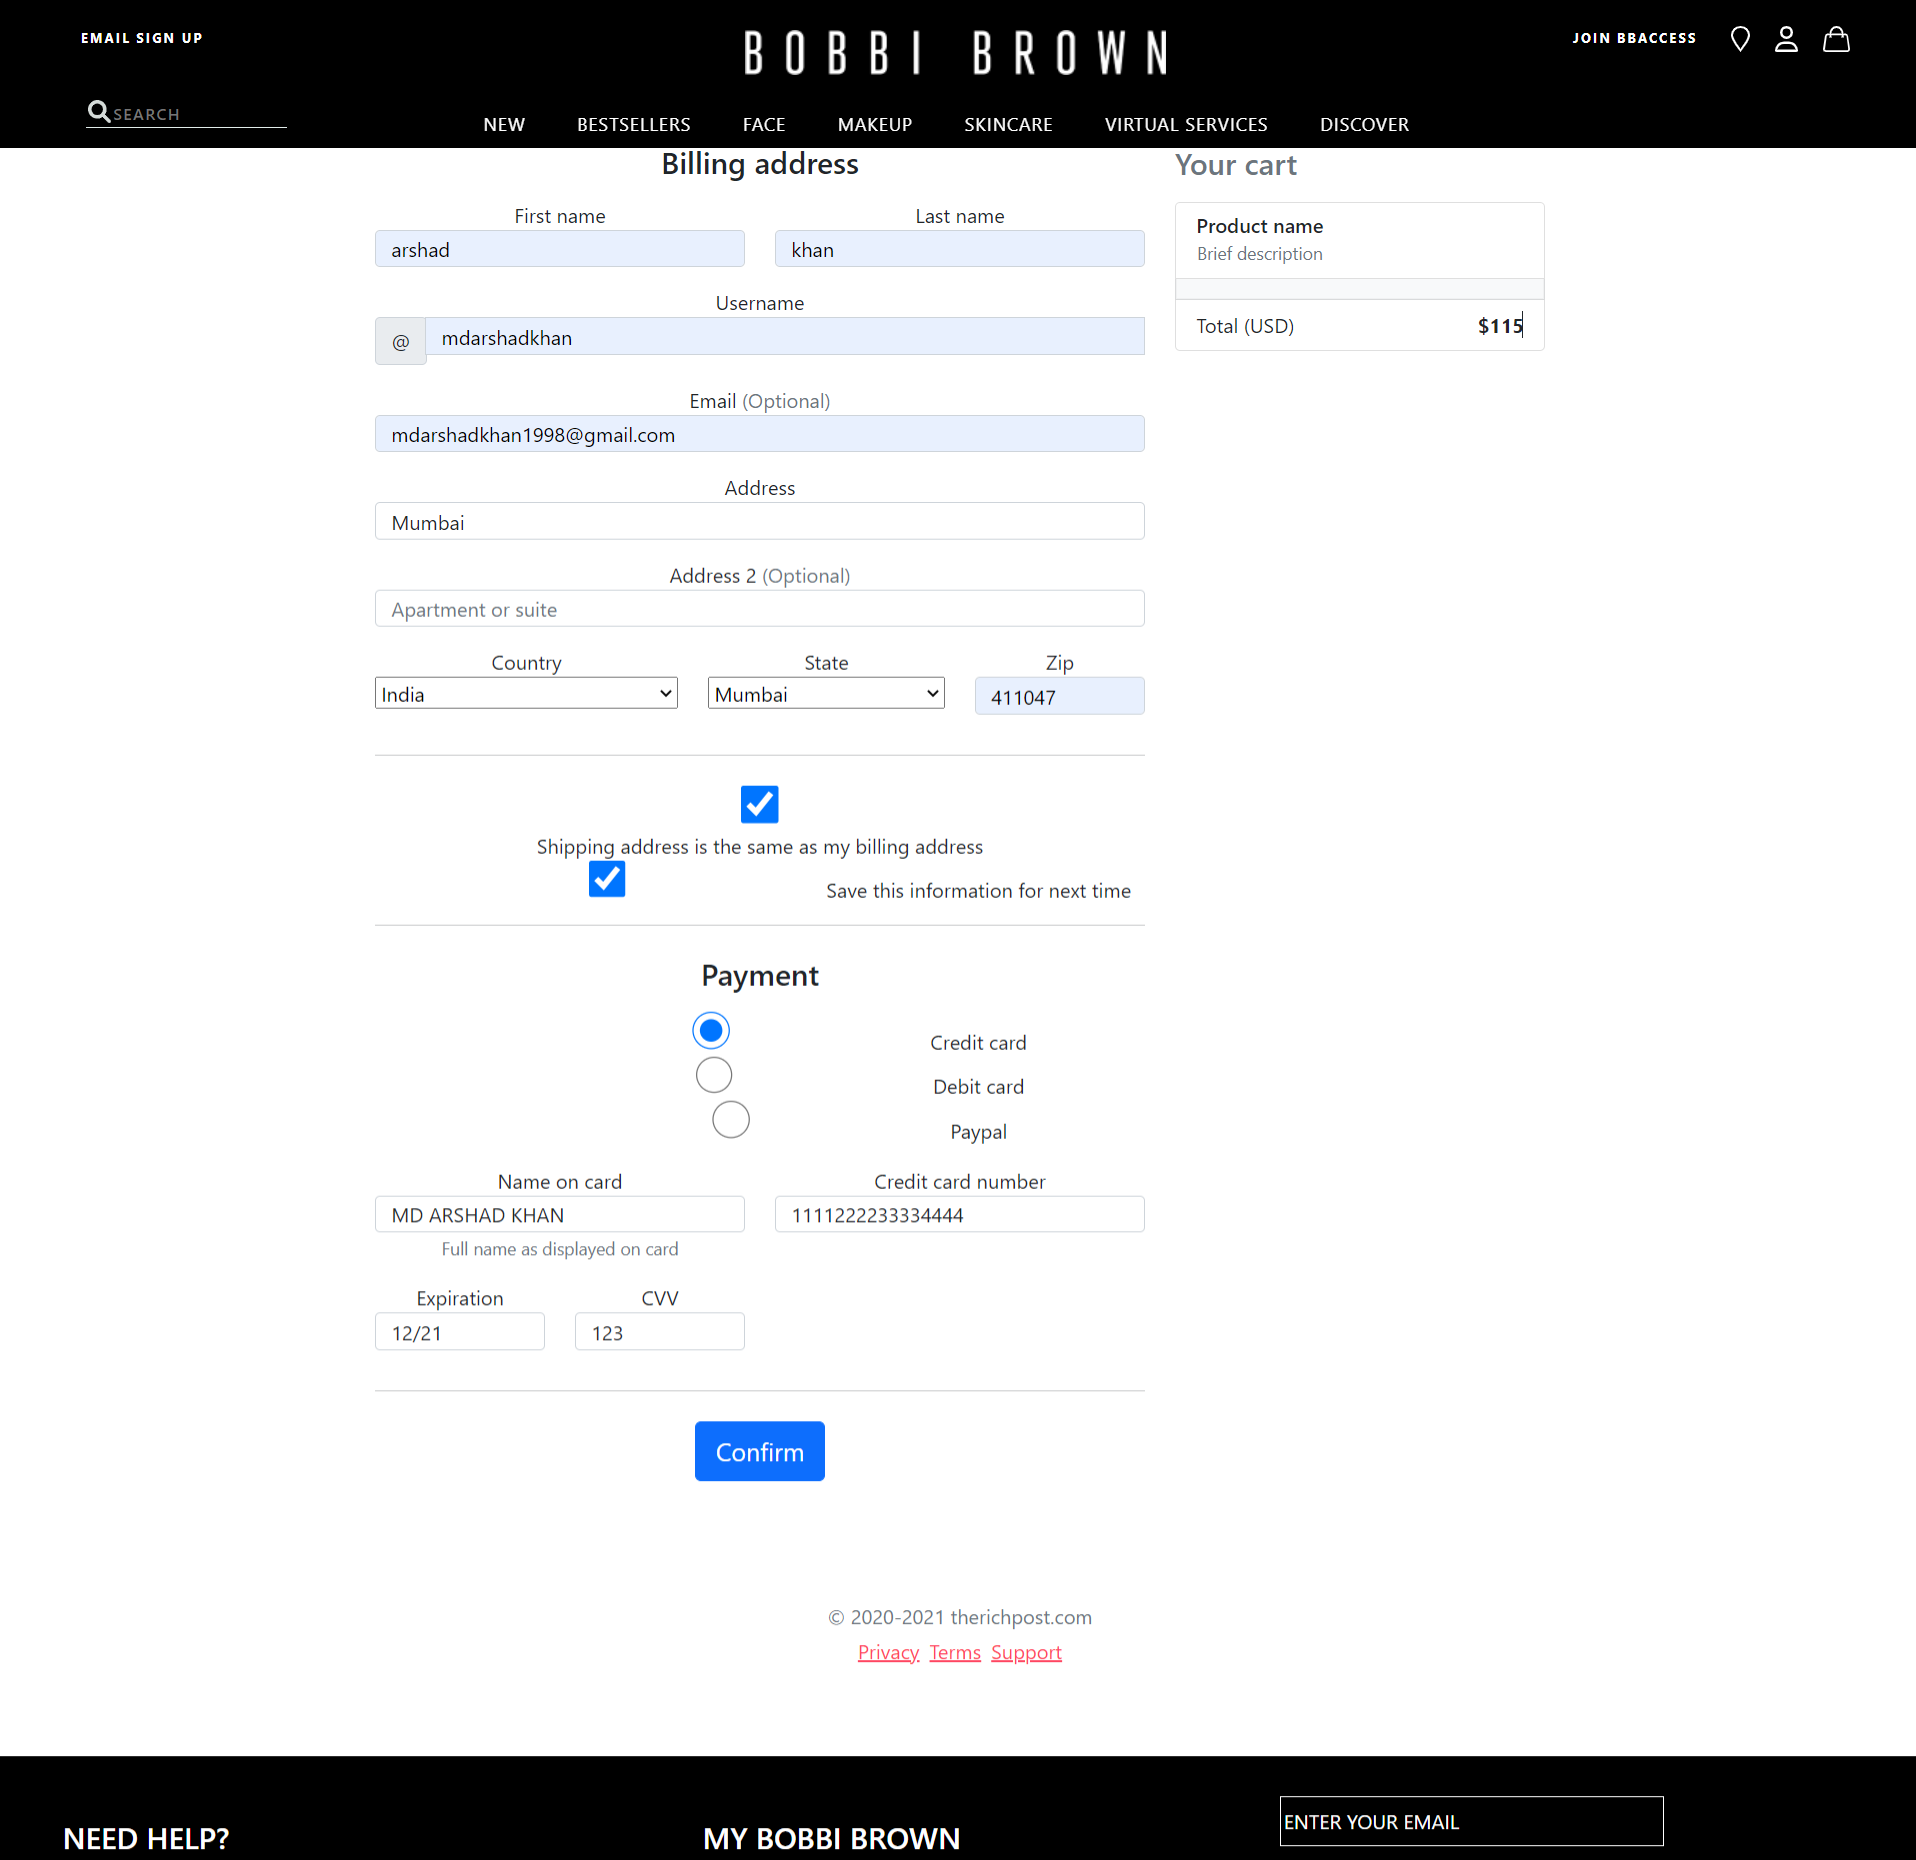 EMAIL SIGN UP
BOBBI BROWN
JOIN BBACCESS
SEARCH
NEW BESTSELLERS FACE MAKEUP SKINCARE VIRTUAL SERVICES DISCOVER
Billing address
First name Last name
arshad khan
Username
@ mdarshadkhan
Email (Optional)
mdarshadkhan1998@gmail.com
Address
Mumbai
Address 2 (Optional)
Apartment or suite
Country State Zip
India Mumbai 411047
Shipping address is the same as my billing address
Save this information for next time
Payment
Credit card
Debit card
Paypal
Name on card Credit card number
MD ARSHAD KHAN 1111222233334444
Full name as displayed on card
Expiration CVV
12/21 123
Confirm
Your cart
Product name
Brief description
Total (USD) $115
© 2020-2021 therichpost.com
Privacy Terms Support
NEED HELP?
MY BOBBI BROWN
ENTER YOUR EMAIL